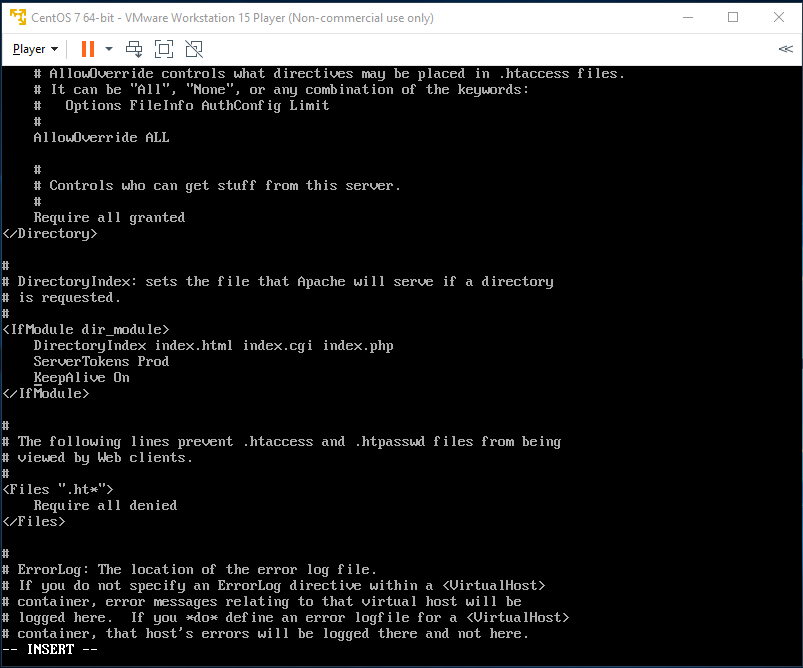 CentOS 7 64-bit - VMware Workstation 15 Player (Non-commercial use only)
Player
    # AllowOverride controls what directives may be placed in .htaccess files.
    # It can be "All", "None", or any combination of the keywords:
    #   Options FileInfo AuthConfig Limit
    #
    AllowOverride ALL

    #
    # Controls who can get stuff from this server.
    #
    Require all granted
</Directory>

#
# DirectoryIndex: sets the file that Apache will serve if a directory
# is requested.
#
<IfModule dir_module>
    DirectoryIndex index.html index.cgi index.php
    ServerTokens Prod
    KeepAlive On
</IfModule>

#
# The following lines prevent .htaccess and .htpasswd files from being
# viewed by Web clients.
#
<Files ".ht*">
    Require all denied
</Files>

#
# ErrorLog: The location of the error log file.
# If you do not specify an ErrorLog directive within a <VirtualHost>
# container, error messages relating to that virtual host will be
# logged here.  If you *do* define an error logfile for a <VirtualHost>
# container, that host's errors will be logged there and not here.
-- INSERT --